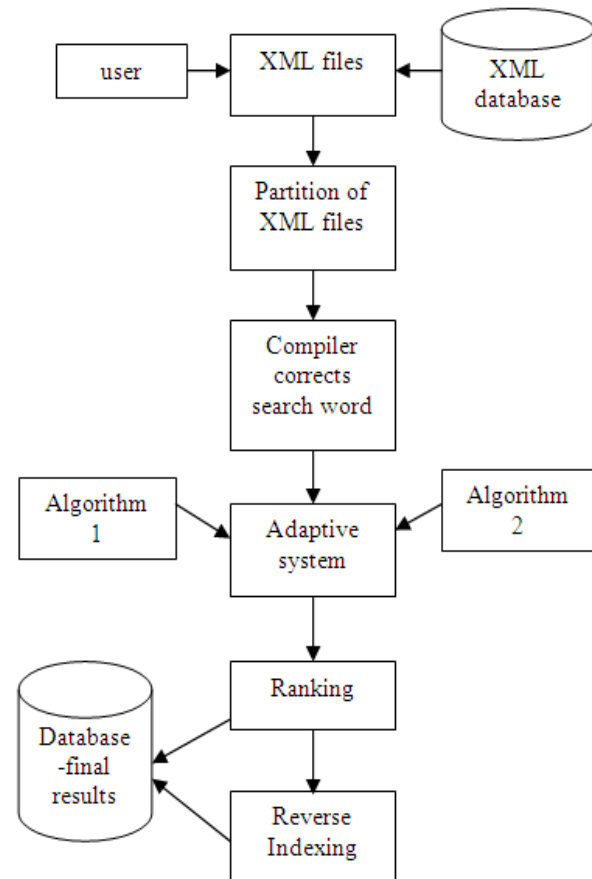 user
XML files
XML
database
Partition of
XML files
Compiler
corrects
search word
Algorithm
1
Adaptive
system
Algorithm
2
Ranking
Database
-final
results
Reverse
Indexing